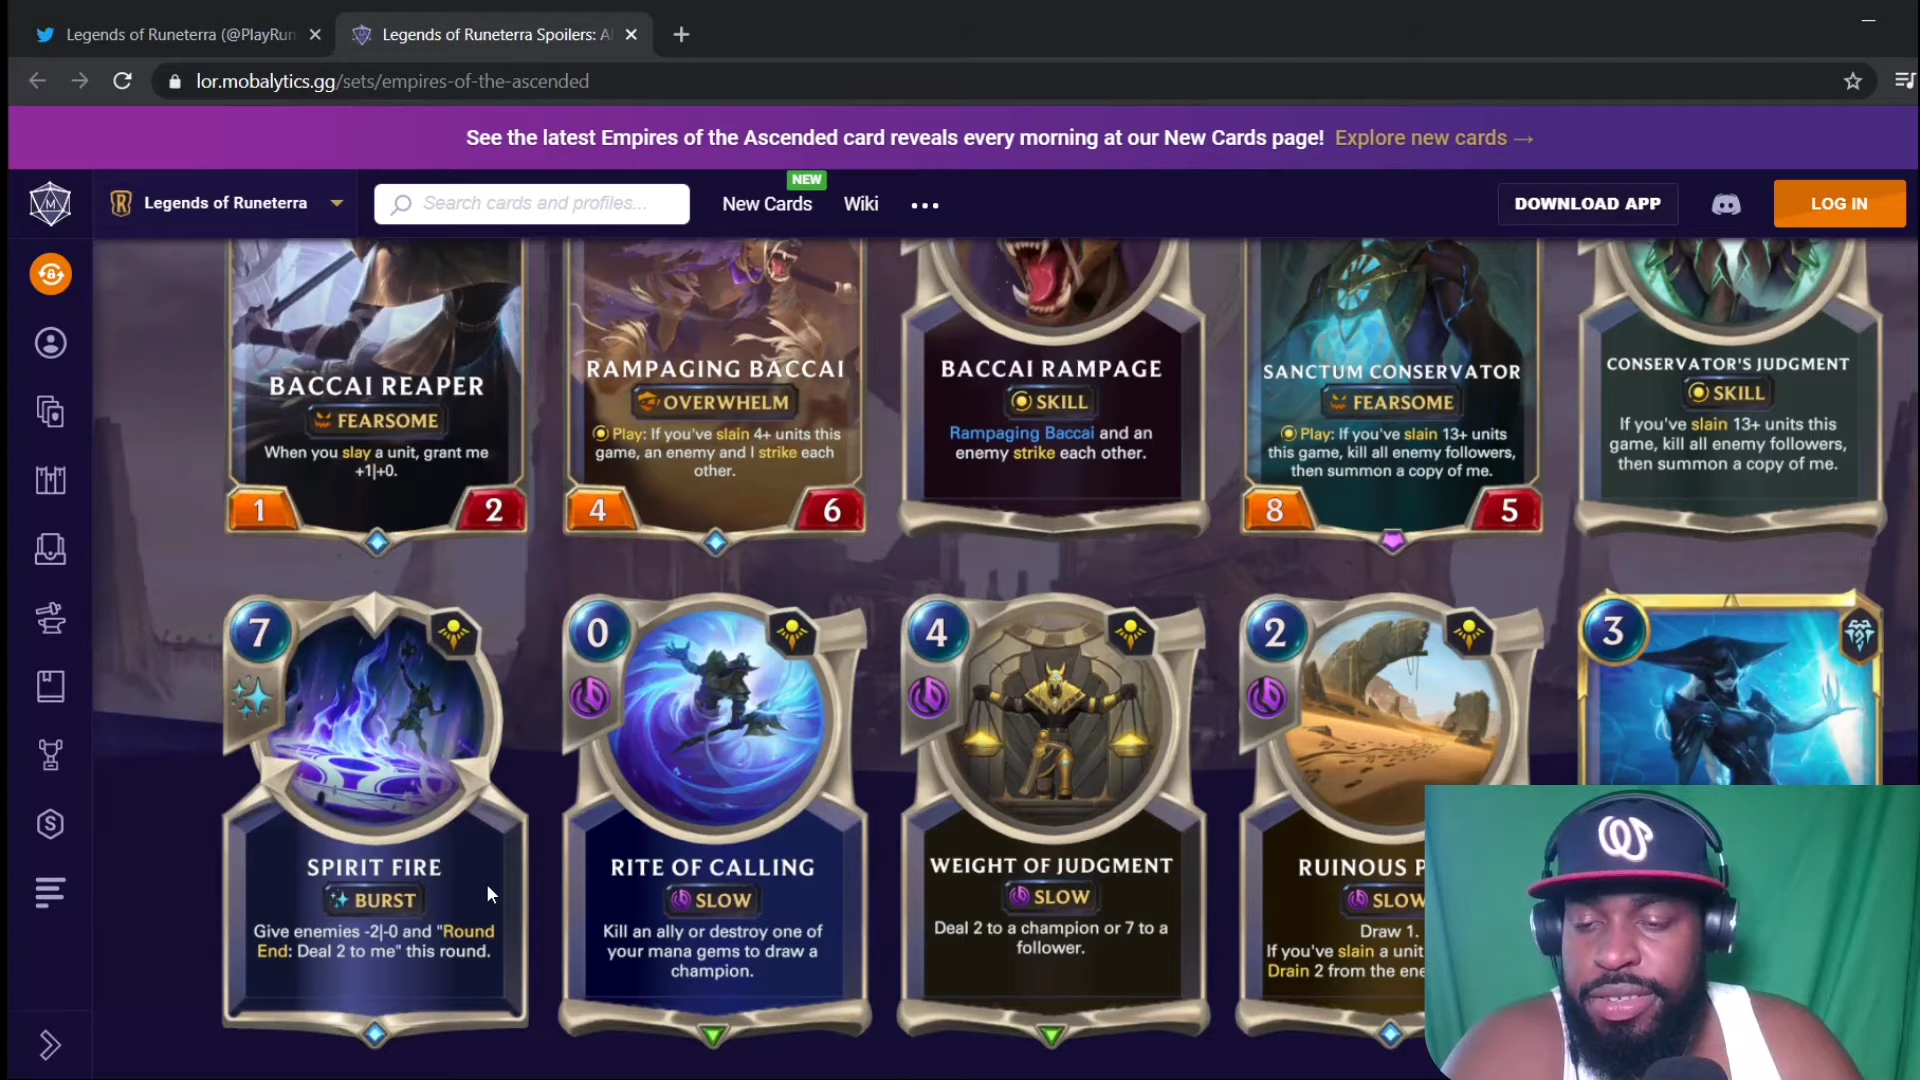 Legends of Runeterra (@PlayRun
Legends of Runeterra Spoilers: Al
lor.mobalytics.gg/sets/empires-of-the-ascended
See the latest Empires of the Ascended card reveals every morning at our New Cards page! Explore new cards →
Legends of Runeterra
Search cards and profiles...
NEW
New Cards
Wiki
DOWNLOAD APP
LOG IN
BACCAI REAPER
FEARSOME
When you slay a unit, grant me
+1|+0.
1
2
RAMPAGING BACCAI
OVERWHELM
Play: If you've slain 4+ units this
game, an enemy and I strike each
other.
4
6
BACCAI RAMPAGE
SKILL
Rampaging Baccai and an
enemy strike each other.
SANCTUM CONSERVATOR
FEARSOME
Play: If you've slain 13+ units
this game, kill all enemy followers,
then summon a copy of me.
8
5
CONSERVATOR'S JUDGMENT
SKILL
If you've slain 13+ units this
game, kill all enemy followers,
then summon a copy of me.
7
SPIRIT FIRE
BURST
Give enemies -2|-0 and "Round
End: Deal 2 to me" this round.
0
RITE OF CALLING
SLOW
Kill an ally or destroy one of
your mana gems to draw a
champion.
4
WEIGHT OF JUDGMENT
SLOW
Deal 2 to a champion or 7 to a
follower.
2
RUINOUS P
SLOW
Draw 1.
If you've slain a unit
Drain 2 from the ene
3